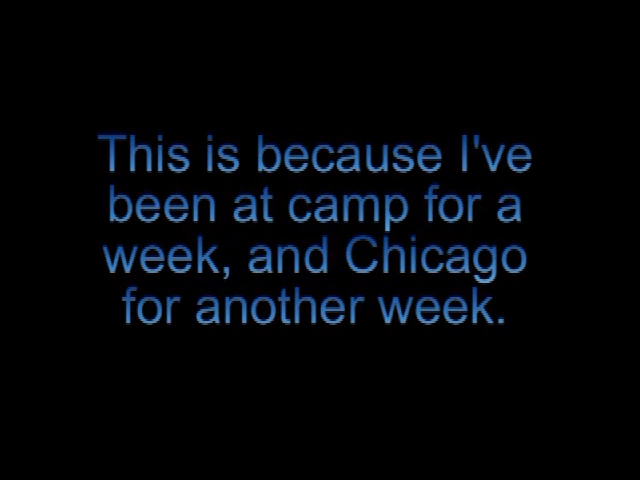 This is because I've
been at camp for a
week, and Chicago
for another week.